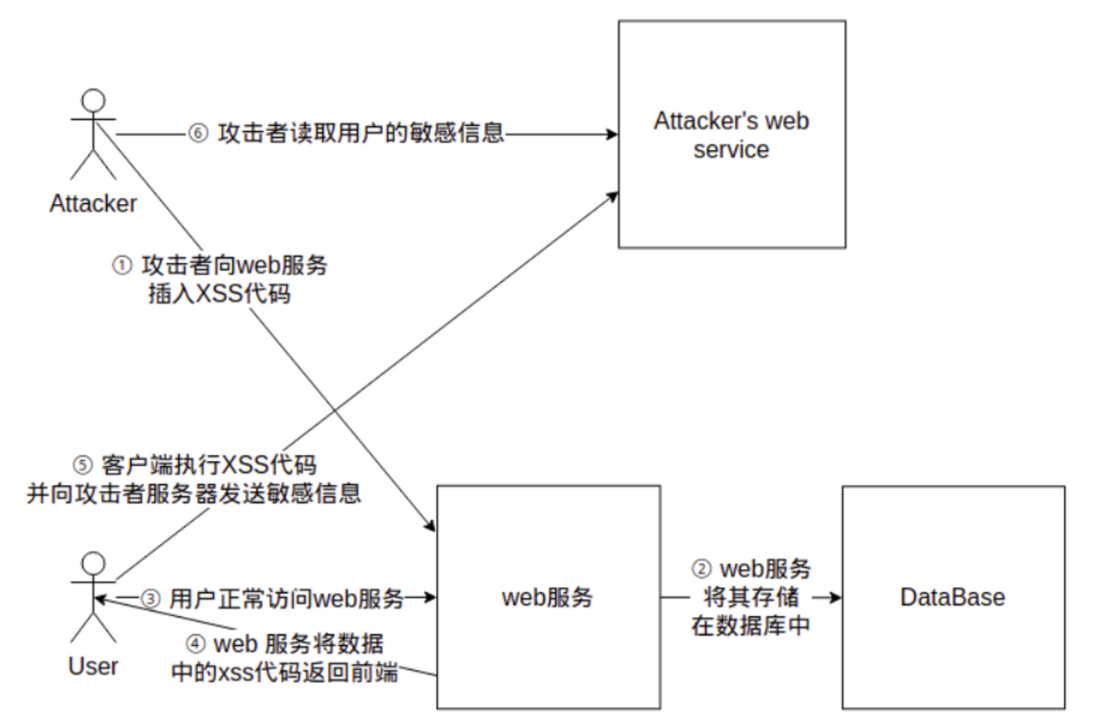 Attacker's web
service
⑥ 攻击者读取用户的敏感信息
Attacker
① 攻击者向web服务
插入XSS代码
⑤ 客户端执行XSS代码
并向攻击者服务器发送敏感信息
③ 用户正常访问web服务
④ web 服务将数据
中的xss代码返回前端
User
web服务
② web服务
将其存储
在数据库中
DataBase